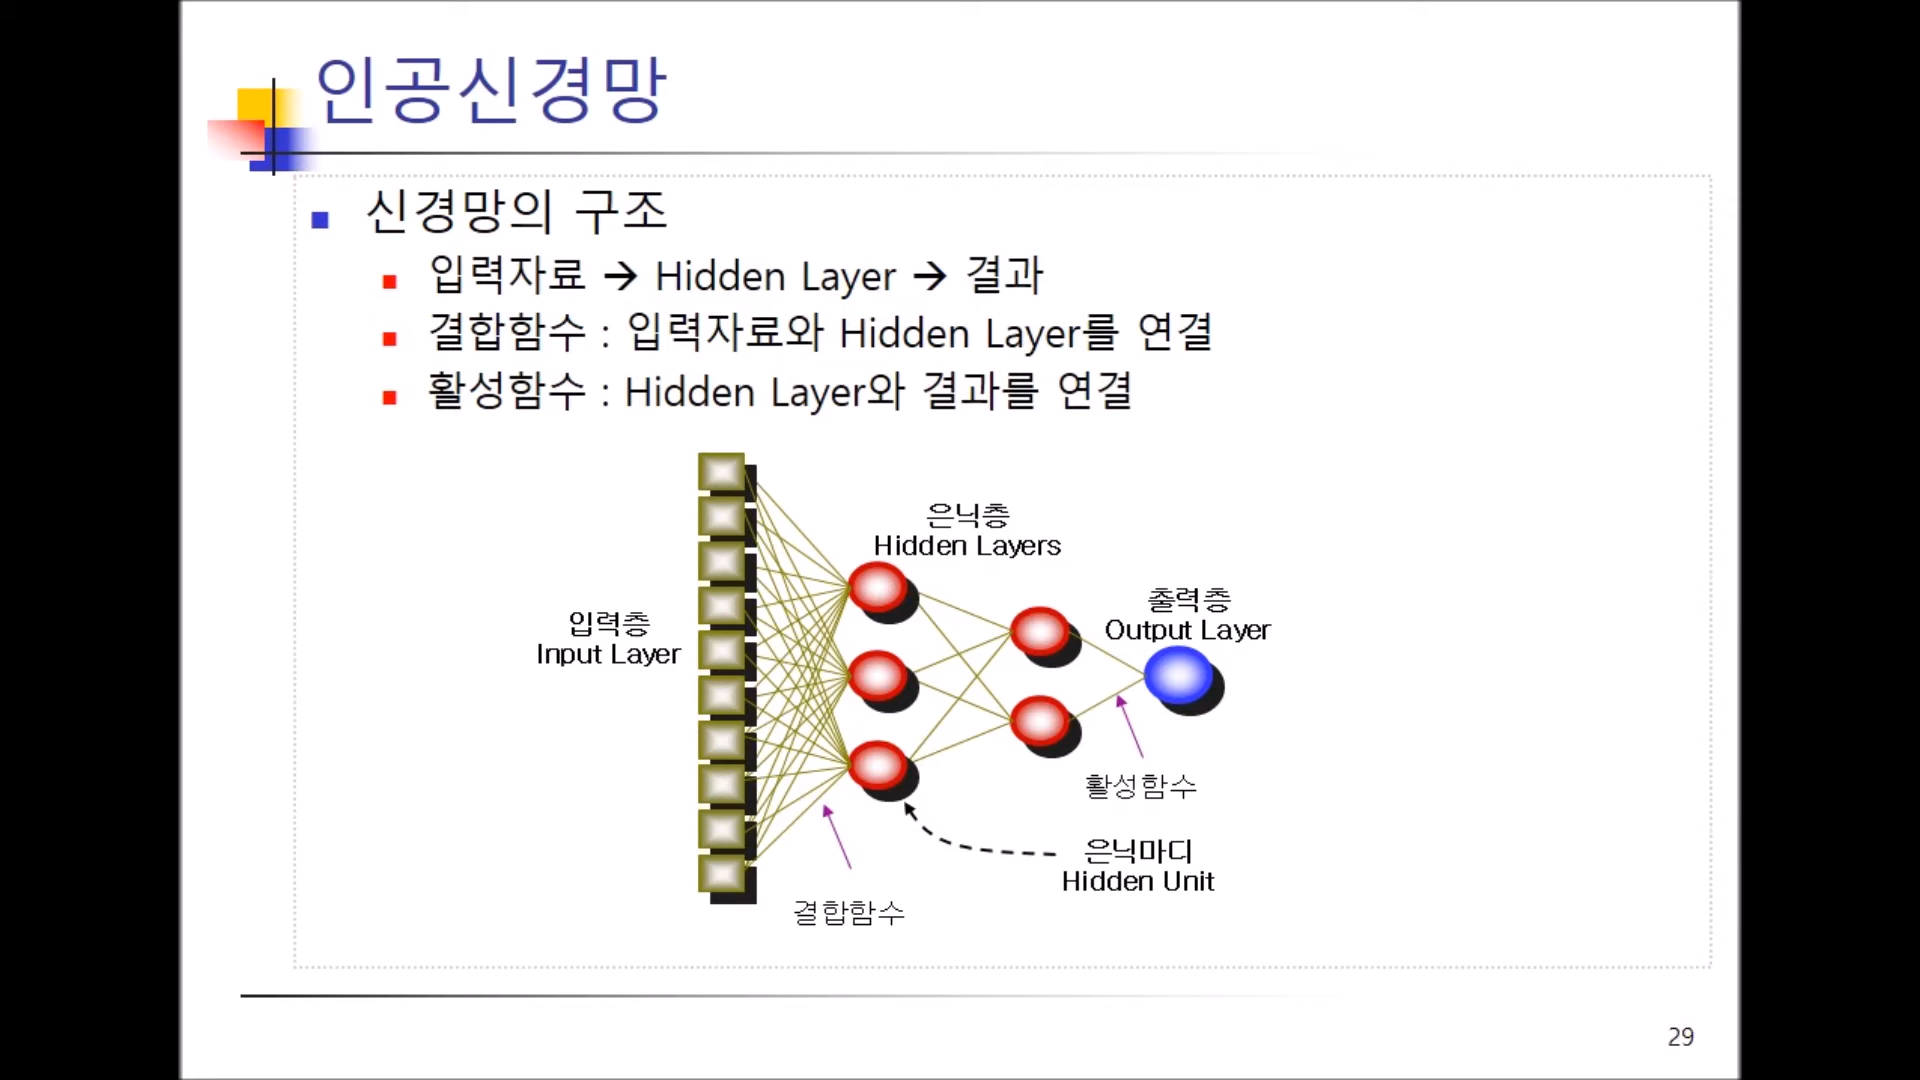 인공신경망
신경망의 구조
입력자료 → Hidden Layer → 결과
결합함수 : 입력자료와 Hidden Layer를 연결
활성함수 : Hidden Layer와 결과를 연결
은닉층
Hidden Layers
출력층
Output Layer
입력층
Input Layer
활성함수
은닉마디
Hidden Unit
결합함수
29